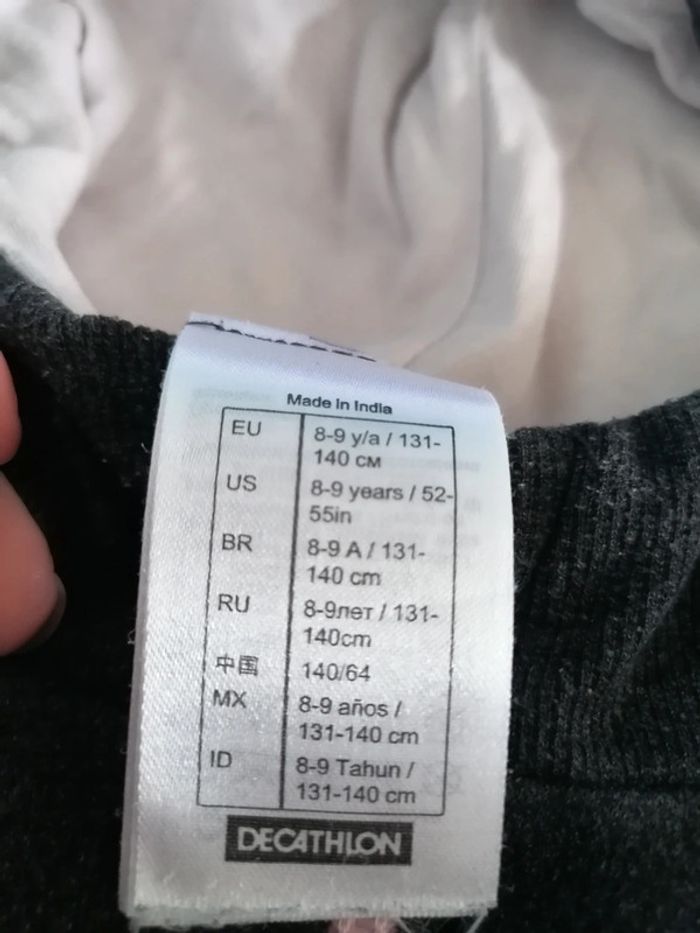 Made in India
EU 8-9 y/a / 131-
140 см
US 8-9 years / 52-
55in
BR 8-9 A / 131-
140 cm
RU 8-9лет / 131-
140cm
中国 140/64
MX 8-9 años /
131-140 cm
ID 8-9 Tahun /
131-140 cm
DECATHLON